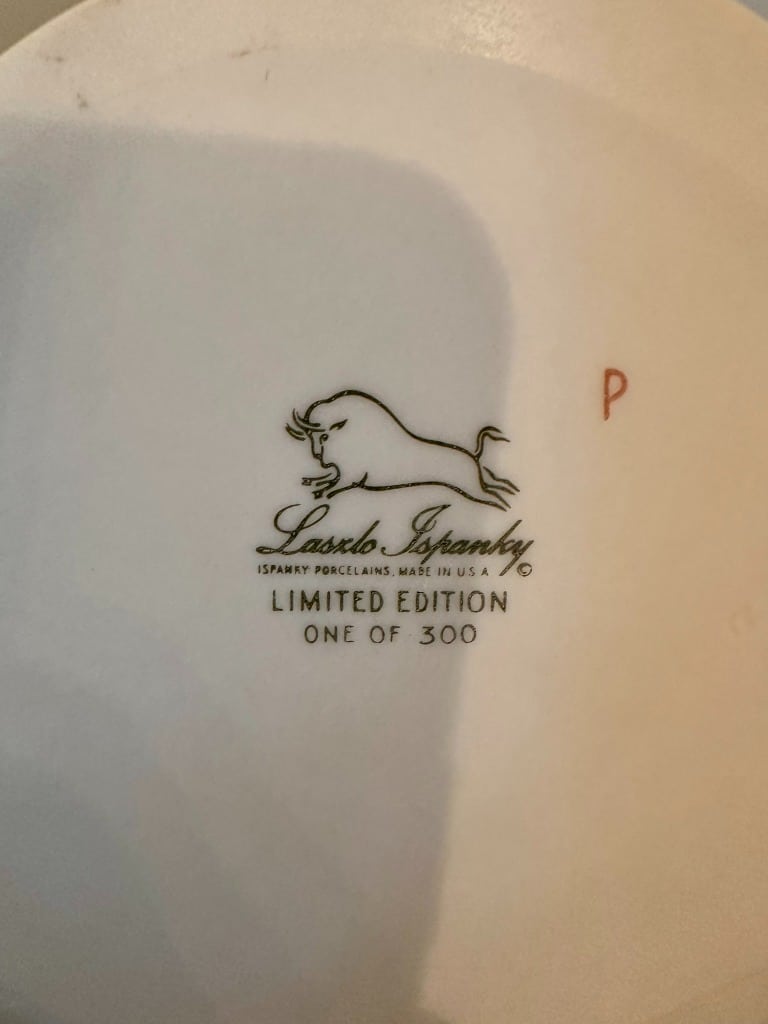 P
Laszlo Ispanky
ISPANKY PORCELAINS, MADE IN U S A ©
LIMITED EDITION
ONE OF 300